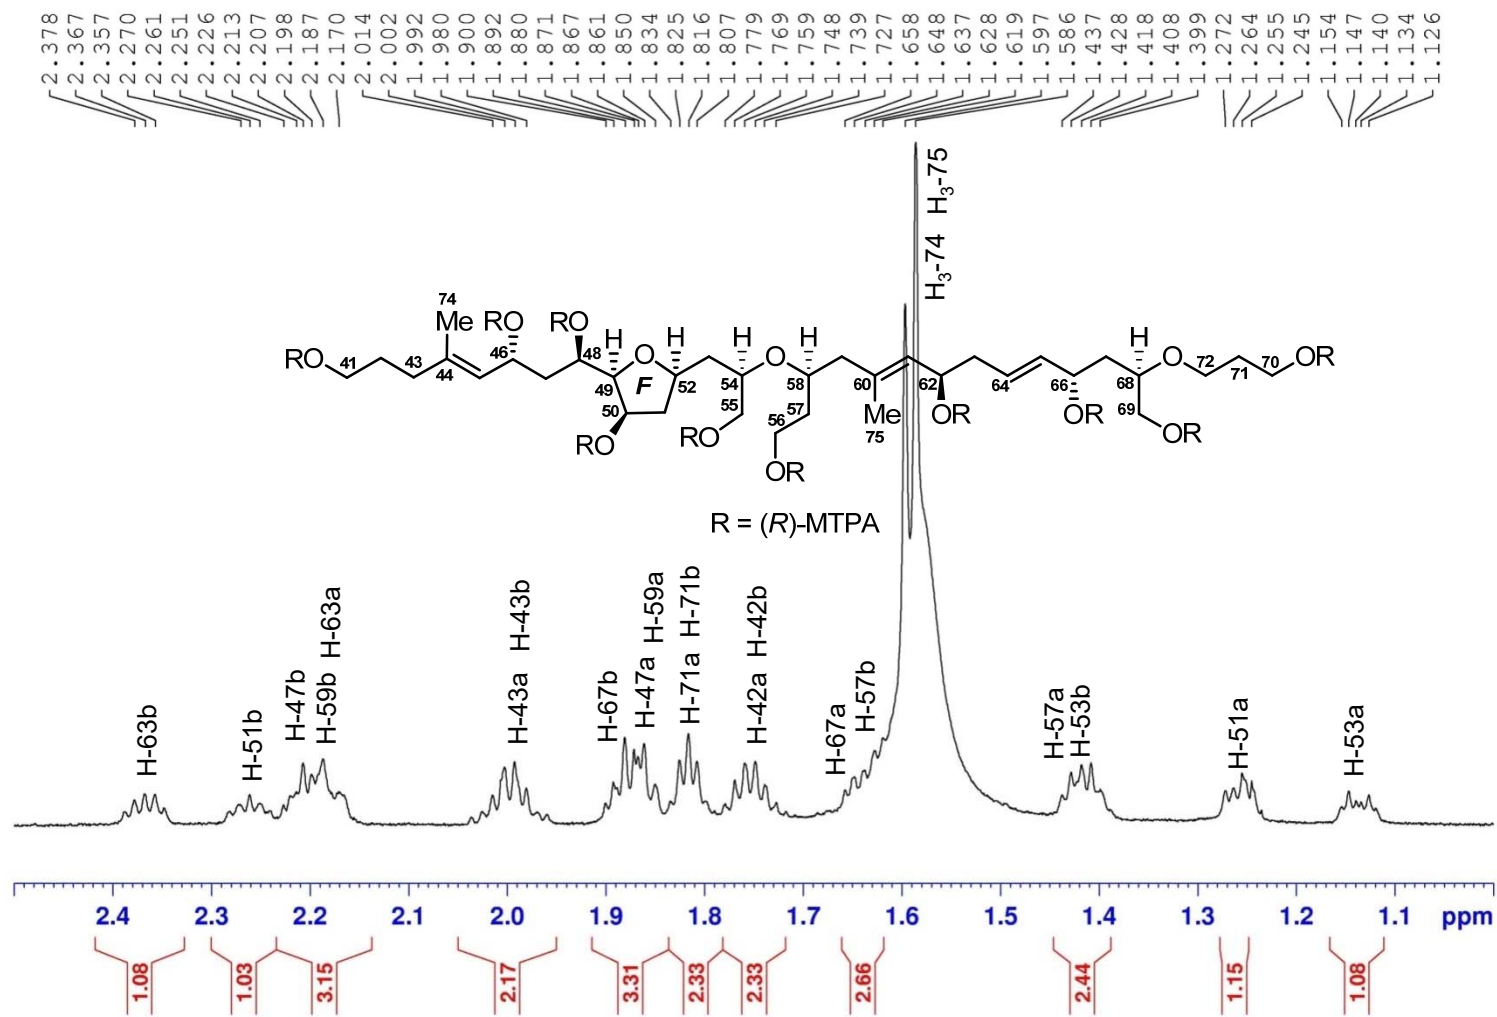 2.378
2.367
2.357
2.270
2.261
2.251
2.226
2.213
2.207
2.198
2.187
2.170
2.014
2.002
1.992
1.980
1.900
1.892
1.880
1.871
1.867
1.861
1.850
1.834
1.825
1.816
1.807
1.779
1.769
1.759
1.748
1.739
1.727
1.658
1.648
1.637
1.628
1.619
1.597
1.586
1.437
1.428
1.418
1.408
1.399
1.272
1.264
1.255
1.245
1.154
1.147
1.140
1.134
1.126
H3-74 H3-75
74
Me
RO
46
RO
48
H
O
H
H
O
H
H
O
RO
41
43
44
49
F
52
54
58
60
62
64
66
68
72
71
70
OR
50
RO
55
RO
57
56
OR
Me
75
OR
OR
69
OR
R = (R)-MTPA
H-63b
H-51b
H-47b
H-59b H-63a
H-43a H-43b
H-67b
H-47a H-59a
H-71a H-71b
H-42a H-42b
H-67a
H-57b
H-57a
H-53b
H-51a
H-53a
2.4 2.3 2.2 2.1 2.0 1.9 1.8 1.7 1.6 1.5 1.4 1.3 1.2 1.1 ppm
1.08
1.03
3.15
2.17
3.31
2.33
2.33
2.66
2.44
1.15
1.08